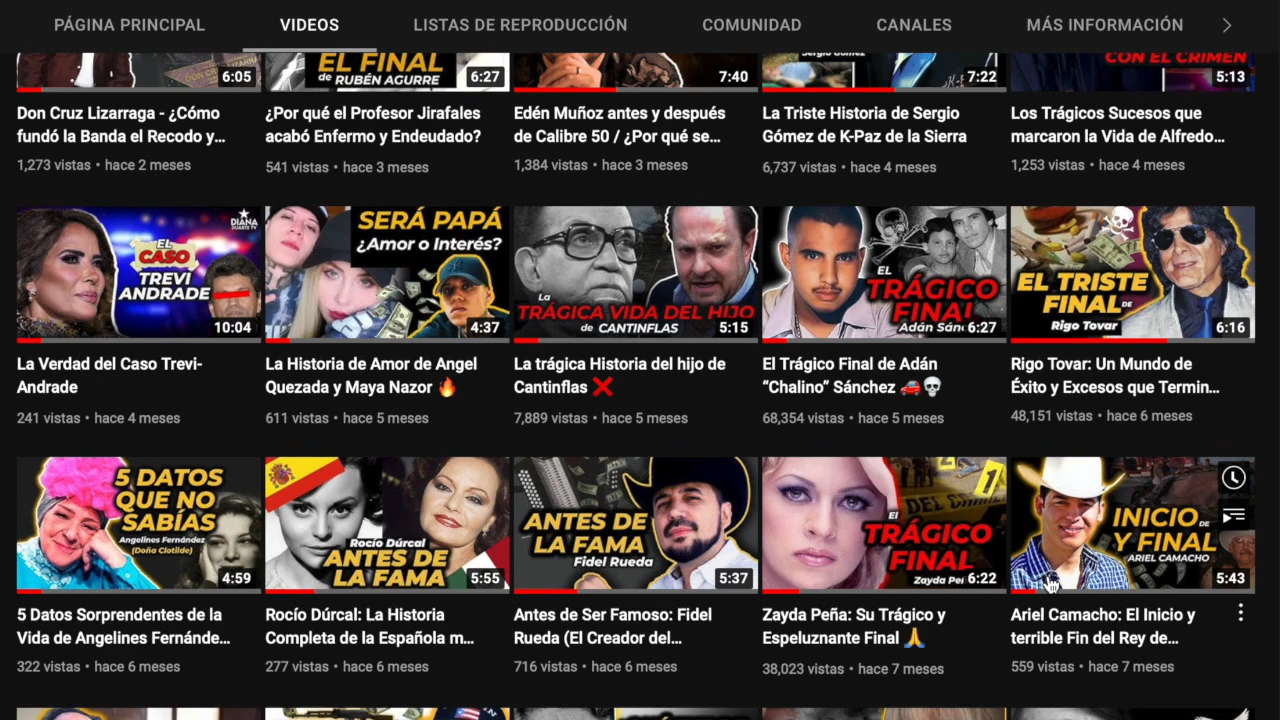 PÁGINA PRINCIPAL
VIDEOS
LISTAS DE REPRODUCCIÓN
COMUNIDAD
CANALES
MÁS INFORMACIÓN
6:05
EL FINAL
de RUBÉN AGURRE
6:27
7:40
Sergio Gómez
7:22
CON EL CRIMEN
5:13
Don Cruz Lizarraga - ¿Cómo
fundó la Banda el Recodo y...
1,273 vistas • hace 2 meses
¿Por qué el Profesor Jirafales
acabó Enfermo y Endeudado?
541 vistas • hace 3 meses
Edén Muñoz antes y después
de Calibre 50 / ¿Por qué se...
1,384 vistas • hace 3 meses
La Triste Historia de Sergio
Gómez de K-Paz de la Sierra
6,737 vistas • hace 4 meses
Los Trágicos Sucesos que
marcaron la Vida de Alfredo...
1,253 vistas • hace 4 meses
DIANA
DUARTE TV
EL
CASO
TREVI
ANDRADE
10:04
SERÁ PAPÁ
¿Amor o Interés?
4:37
La
TRÁGICA VIDA DEL HIJO
de CANTINFLAS
5:15
EL
TRÁGICO
FINAL
Adán Sánc
6:27
EL TRISTE
FINAL DE
Rigo Tovar
6:16
La Verdad del Caso Trevi-
Andrade
241 vistas • hace 4 meses
La Historia de Amor de Angel
Quezada y Maya Nazor 🔥
611 vistas • hace 5 meses
La trágica Historia del hijo de
Cantinflas ❌
7,889 vistas • hace 5 meses
El Trágico Final de Adán
“Chalino” Sánchez 🚗💀
68,354 vistas • hace 5 meses
Rigo Tovar: Un Mundo de
Éxito y Excesos que Termin...
48,151 vistas • hace 6 meses
5 DATOS
QUE NO
SABÍAS
Angelines Fernández
(Doña Clotilde)
4:59
Rocío Dúrcal
ANTES DE
LA FAMA
5:55
ANTES DE
LA FAMA
Fidel Rueda
5:37
El
TRÁGICO
FINAL
Zayda Pe
6:22
INICIO DE
Y FINAL
ARIEL CAMACHO
5:43
5 Datos Sorprendentes de la
Vida de Angelines Fernánde...
322 vistas • hace 6 meses
Rocío Dúrcal: La Historia
Completa de la Española m...
277 vistas • hace 6 meses
Antes de Ser Famoso: Fidel
Rueda (El Creador del...
716 vistas • hace 6 meses
Zayda Peña: Su Trágico y
Espeluznante Final 🙏
38,023 vistas • hace 7 meses
Ariel Camacho: El Inicio y
terrible Fin del Rey de...
559 vistas • hace 7 meses